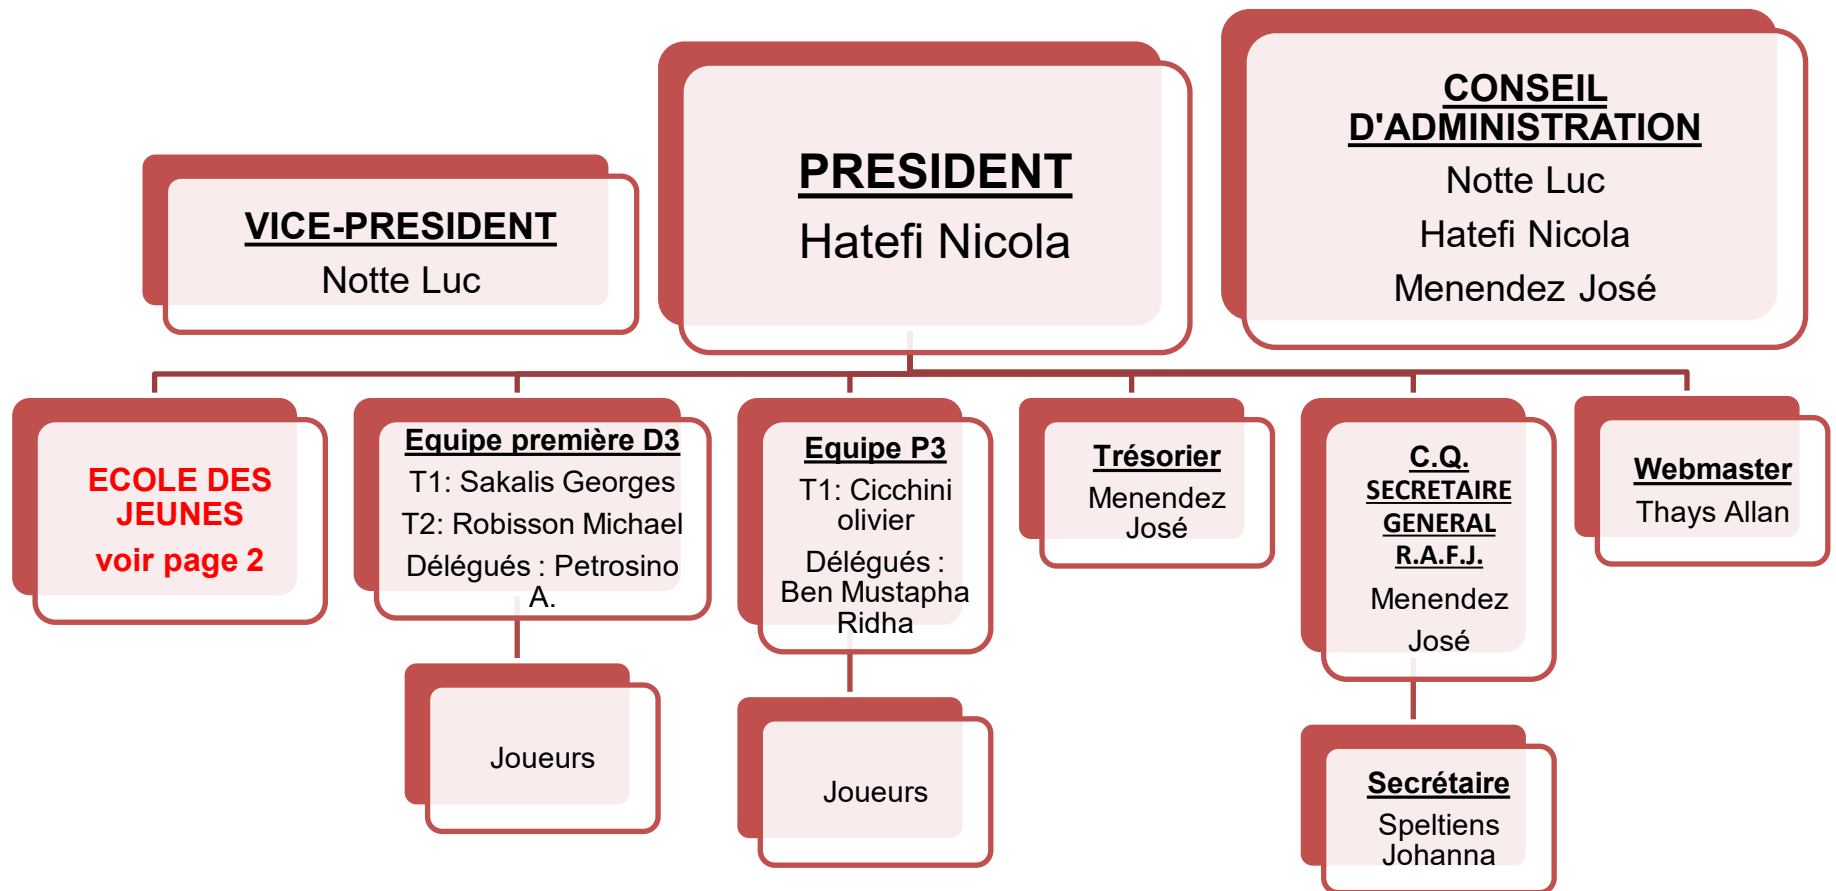 VICE-PRESIDENT
Notte Luc
PRESIDENT
Hatefi Nicola
CONSEIL
D'ADMINISTRATION
Notte Luc
Hatefi Nicola
Menendez José
ECOLE DES
JEUNES
voir page 2
Equipe première D3
T1: Sakalis Georges
T2: Robisson Michael
Délégués : Petrosino
A.
Joueurs
Equipe P3
T1: Cicchini
olivier
Délégués :
Ben Mustapha
Ridha
Joueurs
Trésorier
Menendez
José
C.Q.
SECRETAIRE
GENERAL
R.A.F.J.
Menendez
José
Secrétaire
Speltiens
Johanna
Webmaster
Thays Allan